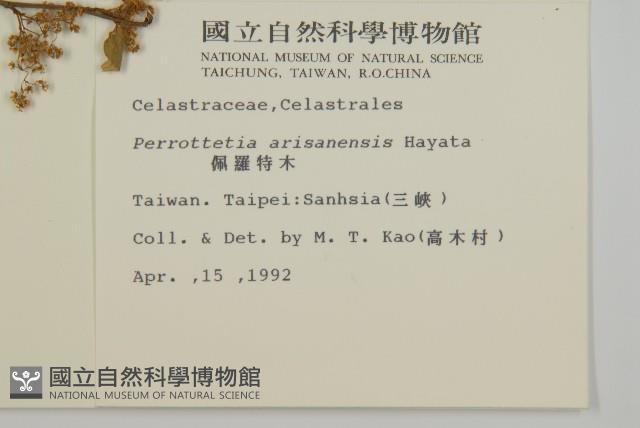 國立自然科學博物館
NATIONAL MUSEUM OF NATURAL SCIENCE
TAICHUNG, TAIWAN, R.O.CHINA
Celastraceae,Celastrales
Perrottetia arisanensis Hayata
佩羅特木
Taiwan. Taipei:Sanhsia(三峽)
Coll. & Det. by M. T. Kao(高木村)
Apr. ,15 ,1992
國立自然科學博物館
NATIONAL MUSEUM OF NATURAL SCIENCE